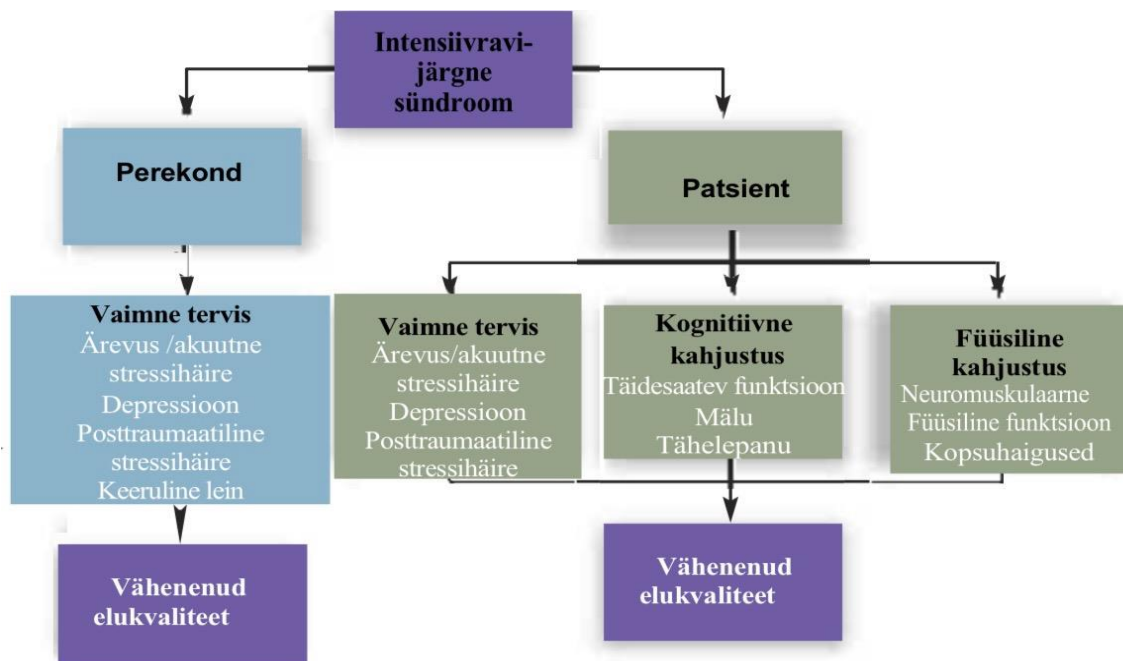 Intensiivravi-
järgne
sündroom
Perekond
Patsient
Vaimne tervis
Ärevus /akuutne
stressihäire
Depressioon
Posttraumaatiline
stressihäire
Keeruline lein
Vaimne tervis
Ärevus/akuutne
stressihäire
Depressioon
Posttraumaatiline
stressihäire
Kognitiivne
kahjustus
Täidesaatev funktsioon
Mälu
Tähelepanu
Füüsiline
kahjustus
Neuromuskulaarne
Füüsiline funktsioon
Kopsuhaigused
Vähenenud
elukvaliteet
Vähenenud
elukvaliteet